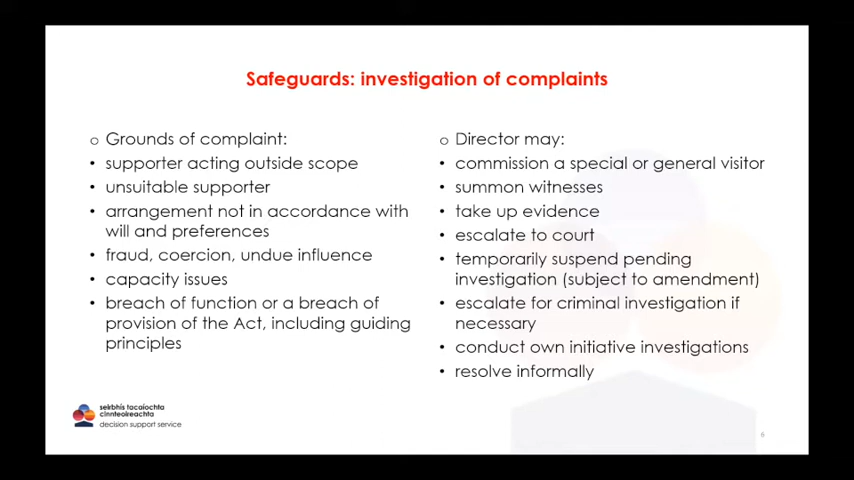 Safeguards: investigation of complaints
o Grounds of complaint:
• supporter acting outside scope
• unsuitable supporter
• arrangement not in accordance with
will and preferences
• fraud, coercion, undue influence
• capacity issues
• breach of function or a breach of
provision of the Act, including guiding
principles
o Director may:
• commission a special or general visitor
• summon witnesses
• take up evidence
• escalate to court
• temporarily suspend pending
investigation (subject to amendment)
• escalate for criminal investigation if
necessary
• conduct own initiative investigations
• resolve informally
seirbhís tacaíochta
cinnteoireachta
decision support service
6